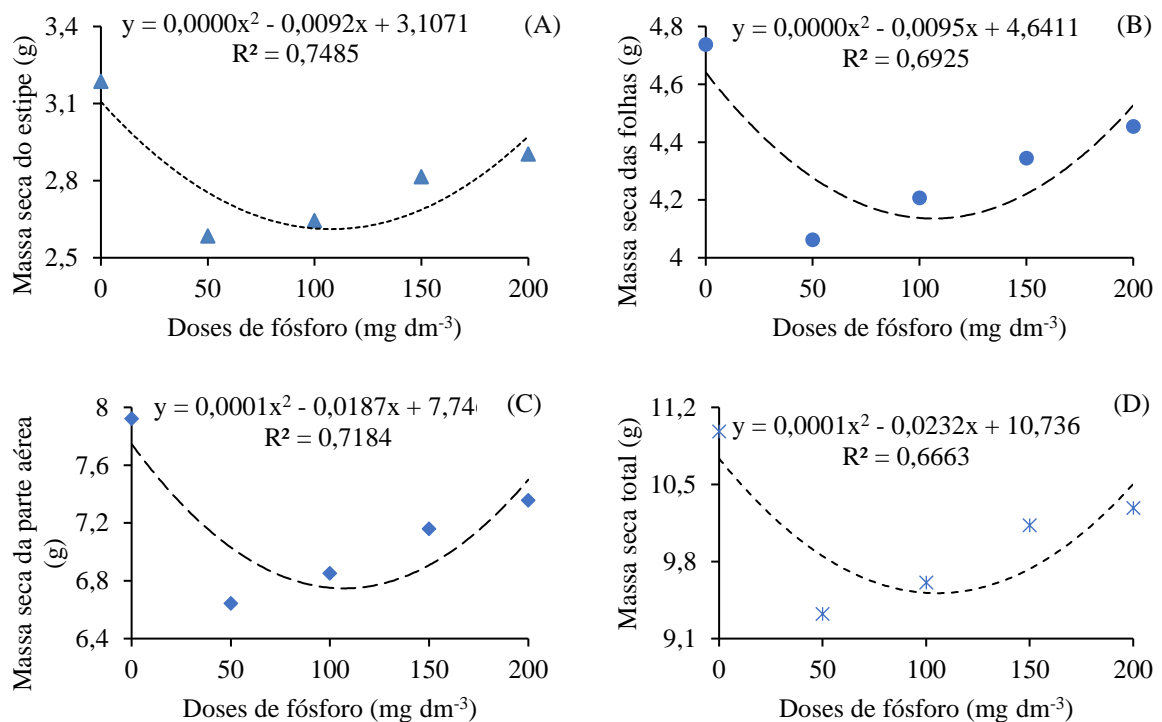 y = 0,0000x² - 0,0092x + 3,1071
R² = 0,7485
(A)
Massa seca do estipe (g)
3,4
3,1
2,8
2,5
0 50 100 150 200
Doses de fósforo (mg dm⁻³)
y = 0,0000x² - 0,0095x + 4,6411
R² = 0,6925
(B)
Massa seca das folhas (g)
4,8
4,6
4,4
4,2
4
0 50 100 150 200
Doses de fósforo (mg dm⁻³)
y = 0,0001x² - 0,0187x + 7,74
R² = 0,7184
(C)
Massa seca da parte aérea
(g)
8
7,6
7,2
6,8
6,4
0 50 100 150 200
Doses de fósforo (mg dm⁻³)
y = 0,0001x² - 0,0232x + 10,736
R² = 0,6663
(D)
Massa seca total (g)
11,2
10,5
9,8
9,1
0 50 100 150 200
Doses de fósforo (mg dm⁻³)